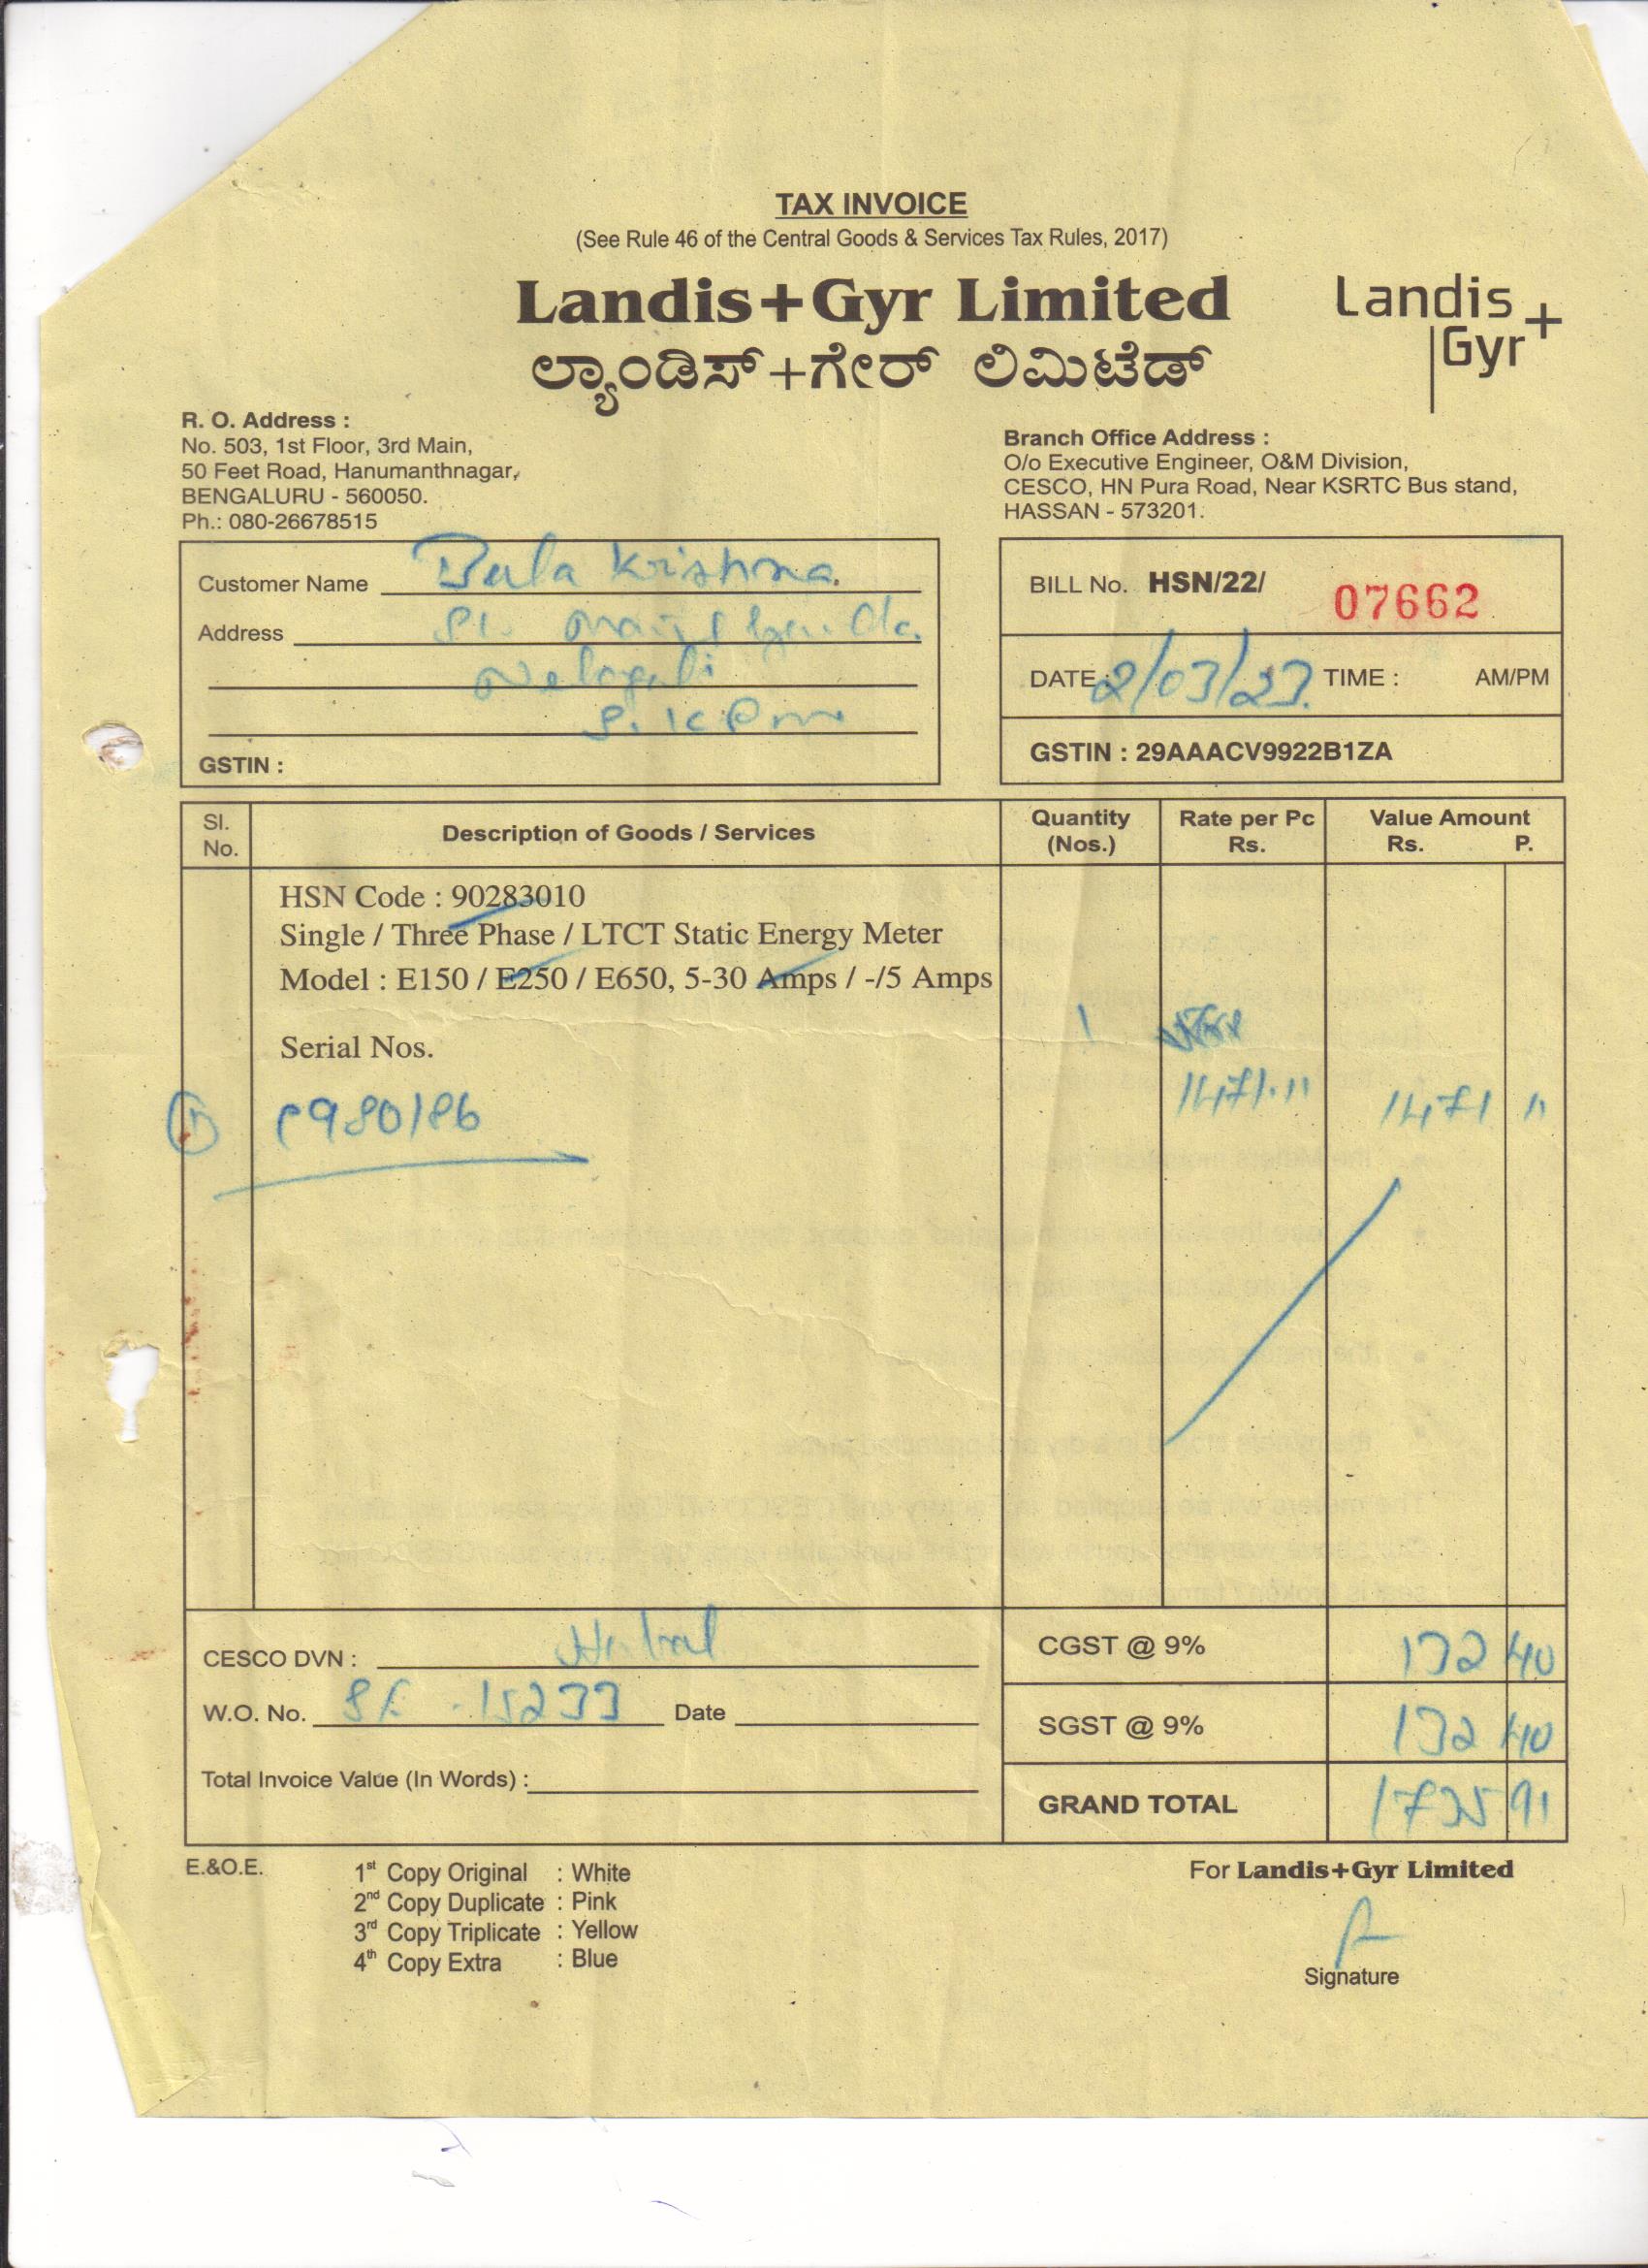 TAX INVOICE
(See Rule 46 of the Central Goods & Services Tax Rules, 2017)
Landis+Gyr Limited
Landis
Gyr+
ಲ್ಯಾಂಡಿಸ್+ಗೇರ್ ಲಿಮಿಟೆಡ್
R. O. Address :
No. 503, 1st Floor, 3rd Main,
50 Feet Road, Hanumanthnagar,
BENGALURU - 560050.
Ph.: 080-26678515
Branch Office Address :
O/o Executive Engineer, O&M Division,
CESCO, HN Pura Road, Near KSRTC Bus stand,
HASSAN - 573201.
Customer Name Bala Krishna.
Address
GSTIN :
BILL No. HSN/22/ 07662
DATE : 2/03/23. TIME : AM/PM
GSTIN : 29AAACV9922B1ZA
Sl. No. Description of Goods / Services Quantity (Nos.) Rate per Pc Rs. Value Amount Rs. P.
HSN Code : 90283010
Single / Three Phase / LTCT Static Energy Meter
Model : E150 / E250 / E650, 5-30 Amps / -/5 Amps
Serial Nos. 1
1) 980186 1471.11 1471 11
CESCO DVN :
W.O. No. 15233 Date
Total Invoice Value (In Words) :
CGST @ 9% 132 40
SGST @ 9% 132 40
GRAND TOTAL 1735 91
E.&O.E.
1st Copy Original : White
2nd Copy Duplicate : Pink
3rd Copy Triplicate : Yellow
4th Copy Extra : Blue
For Landis+Gyr Limited
Signature